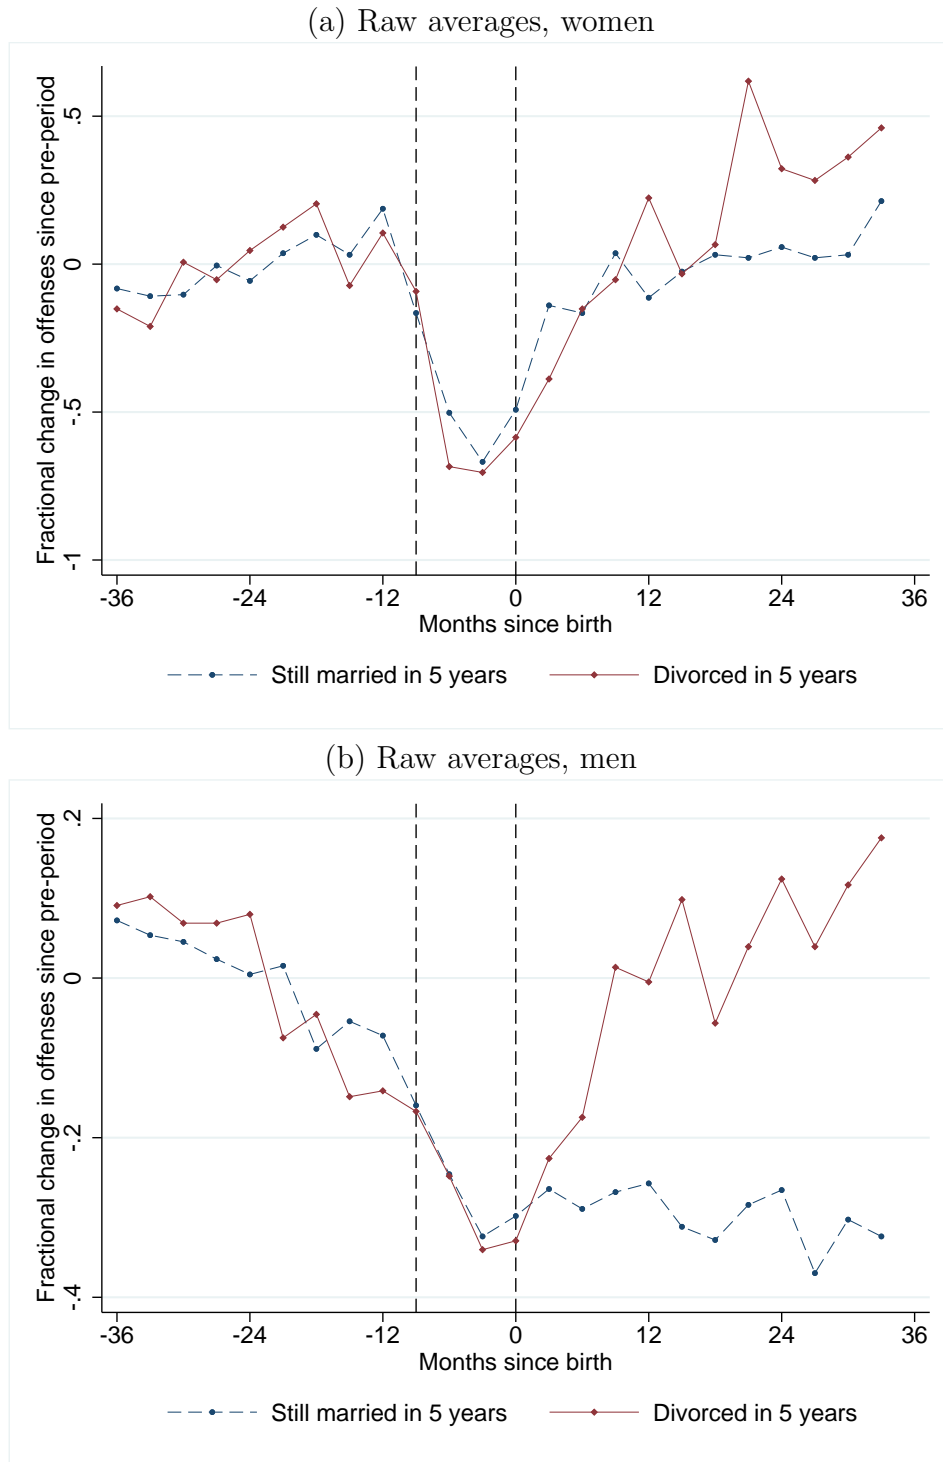 (a) Raw averages, women
Fractional change in offenses since pre-period
.5
0
-.5
-1
-36 -24 -12 0 12 24 36
Months since birth
Still married in 5 years Divorced in 5 years
(b) Raw averages, men
Fractional change in offenses since pre-period
.2
0
-.2
-.4
-36 -24 -12 0 12 24 36
Months since birth
Still married in 5 years Divorced in 5 years